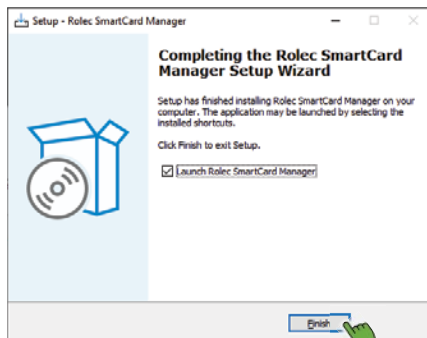 Setup - Rolec SmartCard Manager
Completing the Rolec SmartCard
Manager Setup Wizard
Setup has finished installing Rolec SmartCard Manager on your
computer. The application may be launched by selecting the
installed shortcuts.
Click Finish to exit Setup.
Launch Rolec SmartCard Manager
Finish